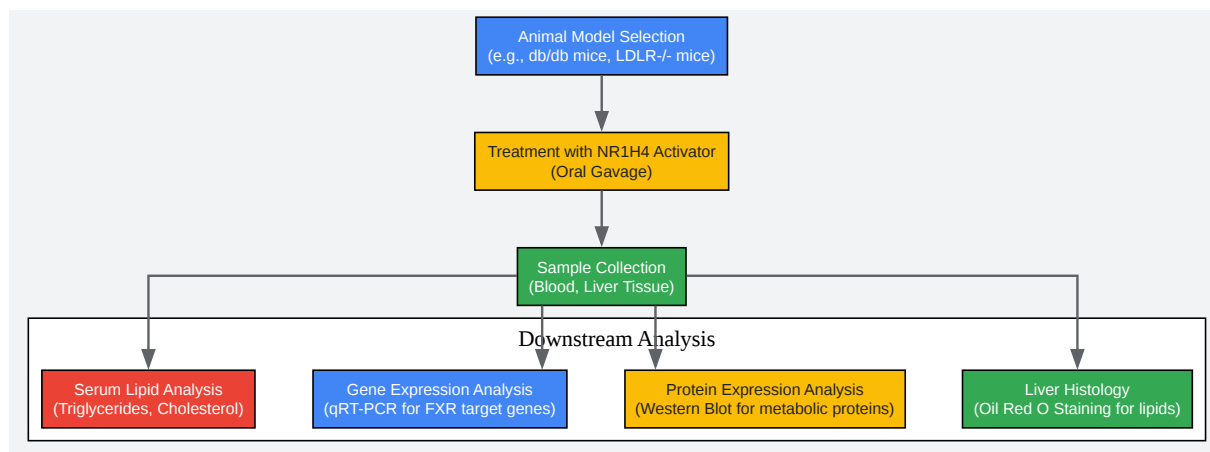 Animal Model Selection
(e.g., db/db mice, LDLR-/- mice)
Treatment with NR1H4 Activator
(Oral Gavage)
Sample Collection
(Blood, Liver Tissue)
Downstream Analysis
Serum Lipid Analysis
(Triglycerides, Cholesterol)
Gene Expression Analysis
(qRT-PCR for FXR target genes)
Protein Expression Analysis
(Western Blot for metabolic proteins)
Liver Histology
(Oil Red O Staining for lipids)